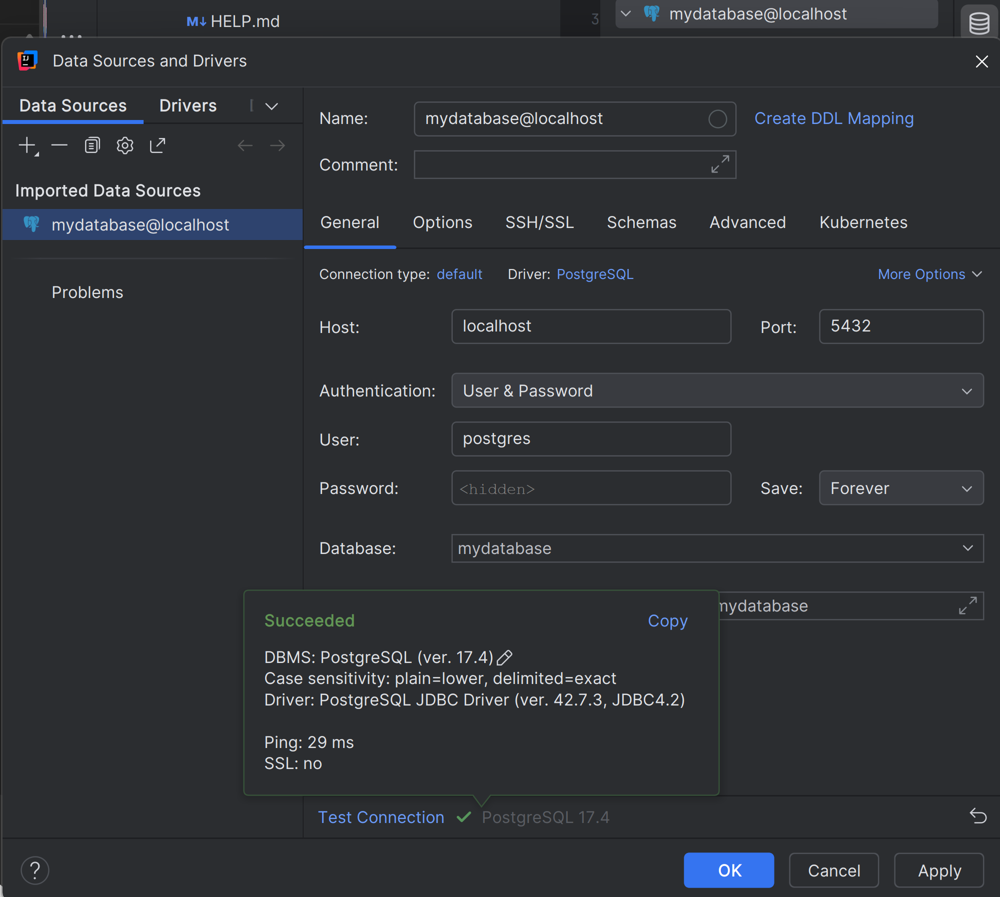 HELP.md
3
mydatabase@localhost
Data Sources and Drivers
Data Sources
Drivers
Name:
mydatabase@localhost
Create DDL Mapping
Comment:
Imported Data Sources
mydatabase@localhost
Problems
General
Options
SSH/SSL
Schemas
Advanced
Kubernetes
Connection type: default
Driver: PostgreSQL
More Options
Host:
localhost
Port:
5432
Authentication:
User & Password
User:
postgres
Password:
<hidden>
Save:
Forever
Database:
mydatabase
mydatabase
Succeeded
Copy
DBMS: PostgreSQL (ver. 17.4)
Case sensitivity: plain=lower, delimited=exact
Driver: PostgreSQL JDBC Driver (ver. 42.7.3, JDBC4.2)
Ping: 29 ms
SSL: no
Test Connection
PostgreSQL 17.4
?
OK
Cancel
Apply